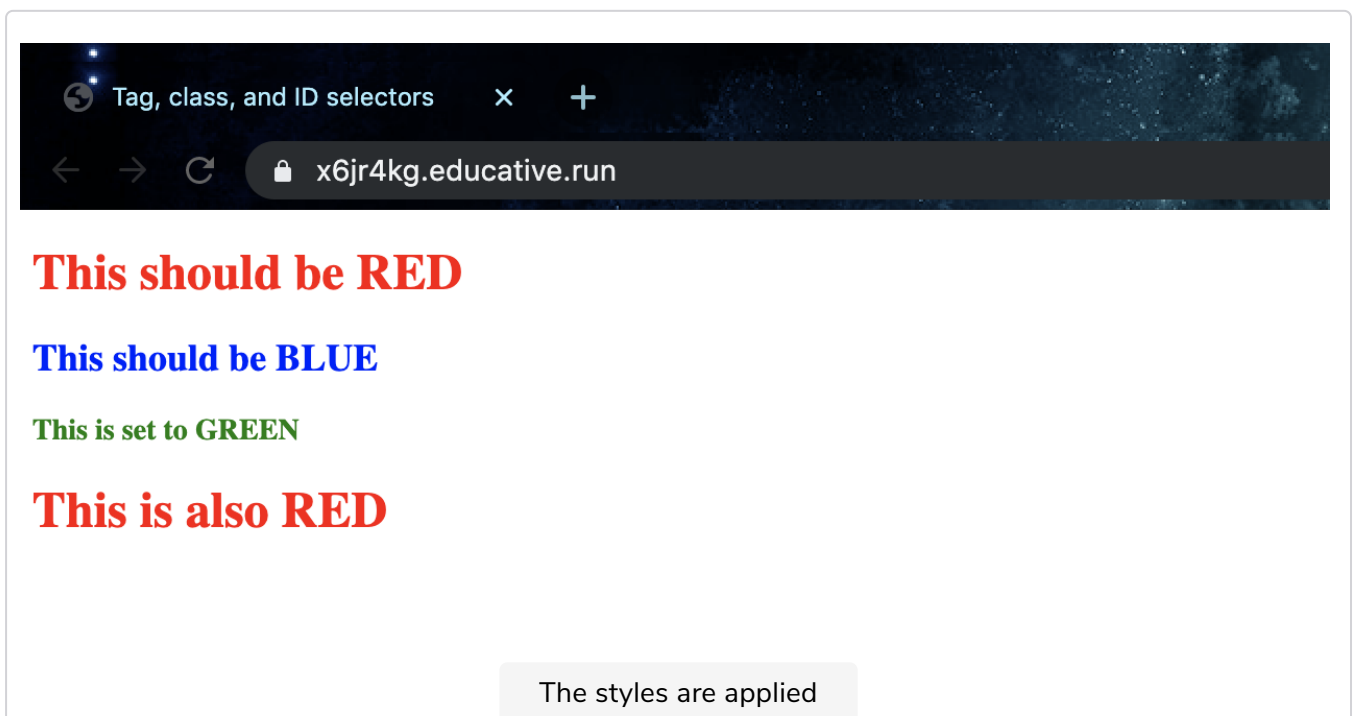 Tag, class, and ID selectors
x6jr4kg.educative.run
This should be RED
This should be BLUE
This is set to GREEN
This is also RED
The styles are applied